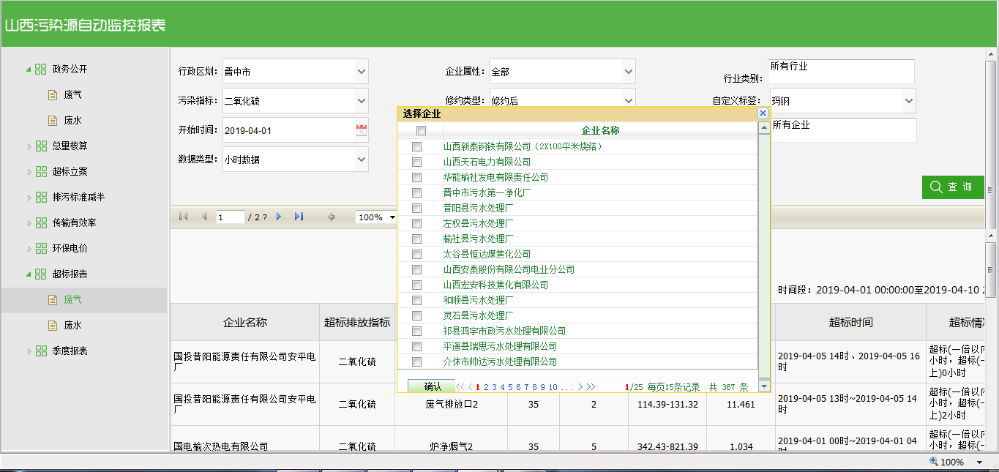 山西污染源自动监控报表
政务公开
废气
废水
总量核算
超标立案
排污标准减半
传输有效率
环保电价
超标报告
废气
废水
季度报表
行政区划：晋中市
企业属性：全部
行业类别：所有行业
污染指标：二氧化硫
修约类型：修约后
自定义标签：玛钢
开始时间：2019-04-01
所有企业
数据类型：小时数据
查 询
1 / 2 ? 100%
选择企业
企业名称
山西新泰钢铁有限公司（2X100平米烧结）
山西天石电力有限公司
华能榆社发电有限责任公司
晋中市污水第一净化厂
昔阳县污水处理厂
左权县污水处理厂
榆社县污水处理厂
太谷县恒达煤焦化公司
山西安泰股份有限公司电业分公司
山西宏安科技焦化有限公司
和顺县污水处理厂
灵石县污水处理厂
祁县鸿宇市政污水处理有限公司
平遥县瑞思污水处理有限公司
介休市帅达污水处理有限公司
确认 << < 1 2 3 4 5 6 7 8 9 10 ... > >> 1/25 每页15条记录 共 367 条
时间段：2019-04-01 00:00:00至2019-04-10
企业名称 超标排放指标 超标时间 超标情
国投昔阳能源责任有限公司安平电厂 二氧化硫 2019-04-05 14时、2019-04-05 16时
超标(一倍以
小时，超标(
上)0小时
国投昔阳能源责任有限公司安平电厂 二氧化硫 废气排放口2 35 2 114.39-131.32 11.461 2019-04-05 13时~2019-04-05 14时
超标(一倍以
小时，超标(
上)2小时
国电榆次热电有限公司 二氧化硫 炉净烟气2 35 5 342.43-821.39 1.034 2019-04-01 00时~2019-04-01 04
超标(一倍以
小时，超标(
100%